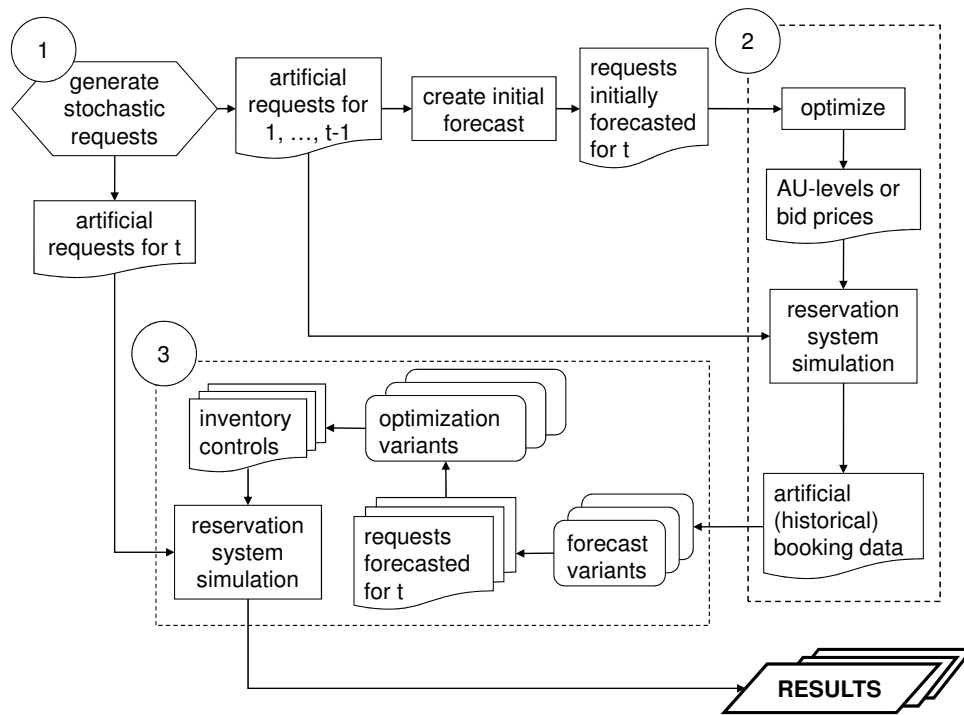 1
generate
stochastic
requests
artificial
requests for
1, …, t-1
create initial
forecast
requests
initially
forecasted
for t
2
optimize
AU-levels or
bid prices
artificial
requests for t
reservation
system
simulation
3
inventory
controls
optimization
variants
artificial
(historical)
booking data
reservation
system
simulation
requests
forecasted
for t
forecast
variants
RESULTS